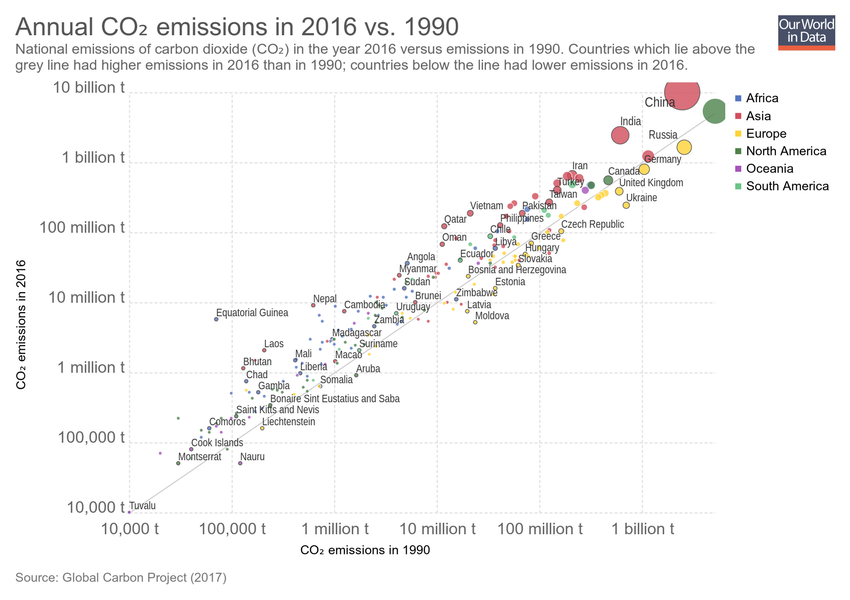 Annual CO₂ emissions in 2016 vs. 1990
Our World
in Data
National emissions of carbon dioxide (CO₂) in the year 2016 versus emissions in 1990. Countries which lie above the
grey line had higher emissions in 2016 than in 1990; countries below the line had lower emissions in 2016.
10 billion t
China
Africa
India
Asia
Russia
Europe
North America
1 billion t
Germany
Iran
Canada
Oceania
Turkey
United Kingdom
South America
Taiwan
Ukraine
Vietnam
Pakistan
Qatar
Philippines
100 million t
Chile
Czech Republic
Oman
Libya
Greece
Ecuador
Hungary
Angola
Slovakia
Myanmar
Bosnia and Herzegovina
Sudan
Estonia
10 million t
Nepal
Brunei
Zimbabwe
Cambodia
Uruguay
Latvia
Equatorial Guinea
Zambia
Moldova
Madagascar
Laos
Suriname
Mali
Macao
Bhutan
1 million t
Chad
Liberia
Aruba
Gambia
Somalia
Bonaire Sint Eustatius and Saba
Saint Kitts and Nevis
Comoros
Liechtenstein
100,000 t
Cook Islands
Montserrat
Nauru
10,000 t
Tuvalu
10,000 t
100,000 t
1 million t
10 million t
100 million t
1 billion t
CO₂ emissions in 2016
CO₂ emissions in 1990
Source: Global Carbon Project (2017)